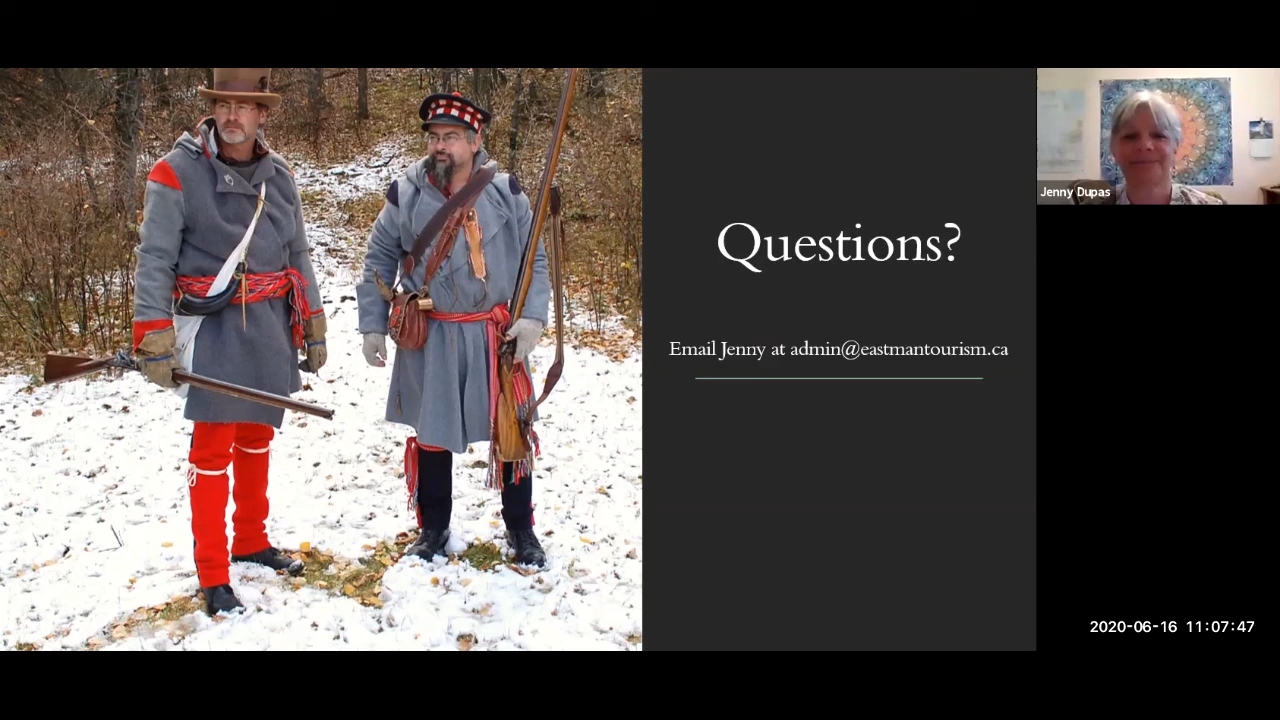 Questions?
Email Jenny at admin@eastmantourism.ca
Jenny Dupas
2020-06-16 11:07:47